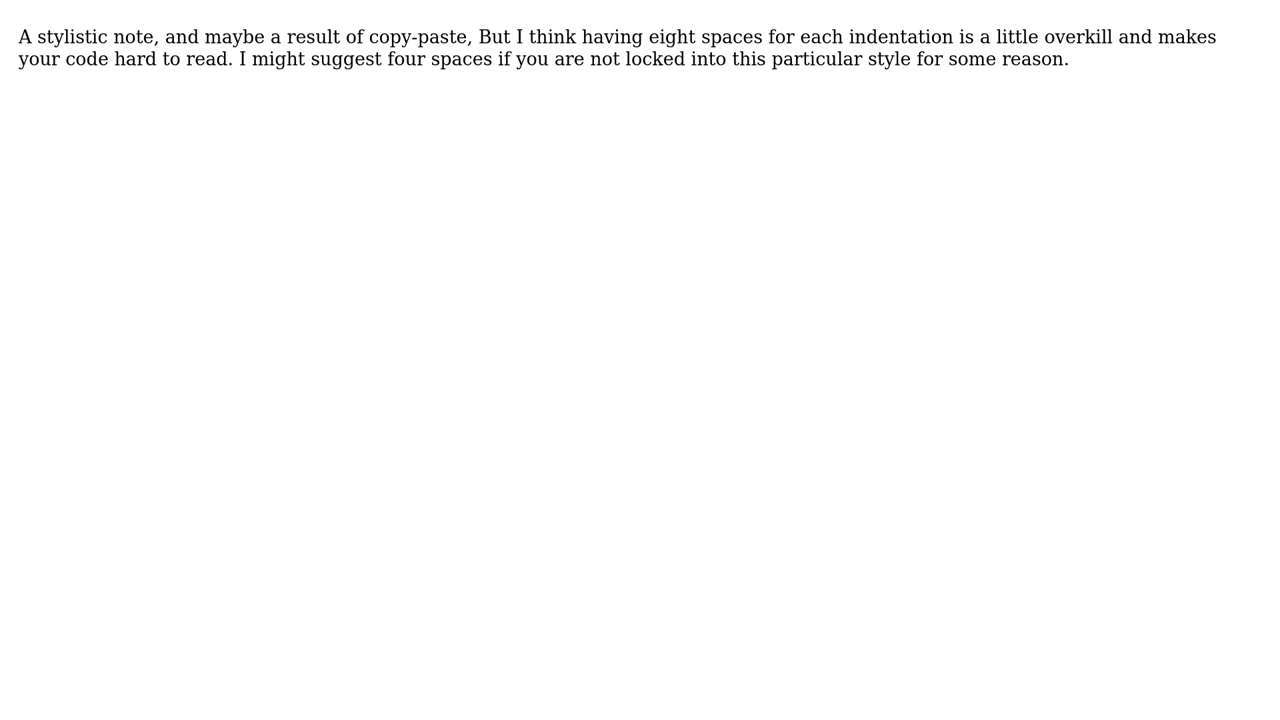 A stylistic note, and maybe a result of copy-paste, But I think having eight spaces for each indentation is a little overkill and makes
your code hard to read. I might suggest four spaces if you are not locked into this particular style for some reason.